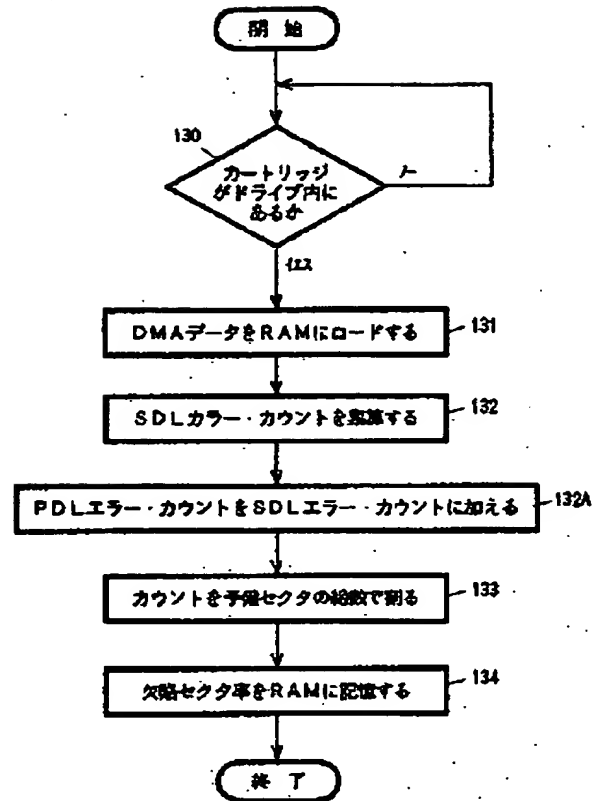 開始
130
カートリッジ
がドライブ内に
あるか
ノー
イエス
DMAデータをRAMにロードする
131
SDLカラー・カウントを累算する
132
PDLエラー・カウントをSDLエラー・カウントに加える
132A
カウントを予備セクタの総数で割る
133
欠陥セクタ率をRAMに記憶する
134
終了